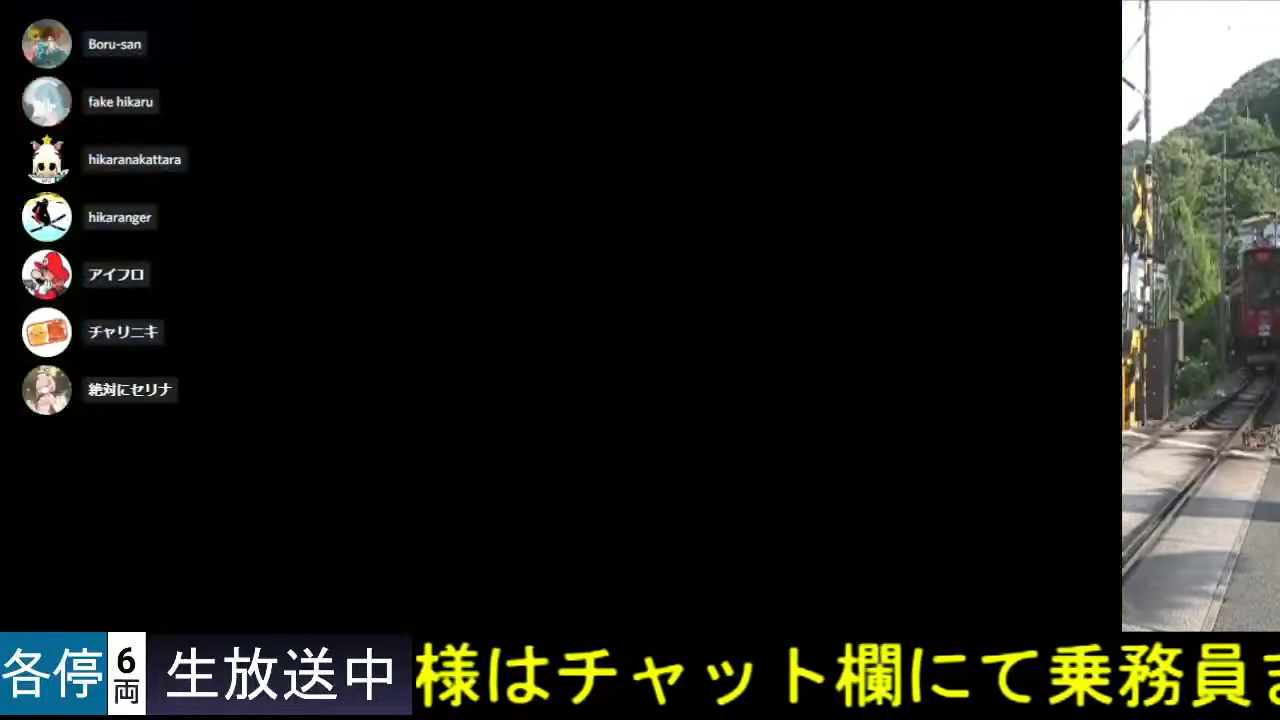 Boru-san
fake hikaru
hikaranakattara
hikaranger
アイフロ
チャリニキ
絶対にセリナ
各停
6
両
生放送中
様はチャット欄にて乗務員ま